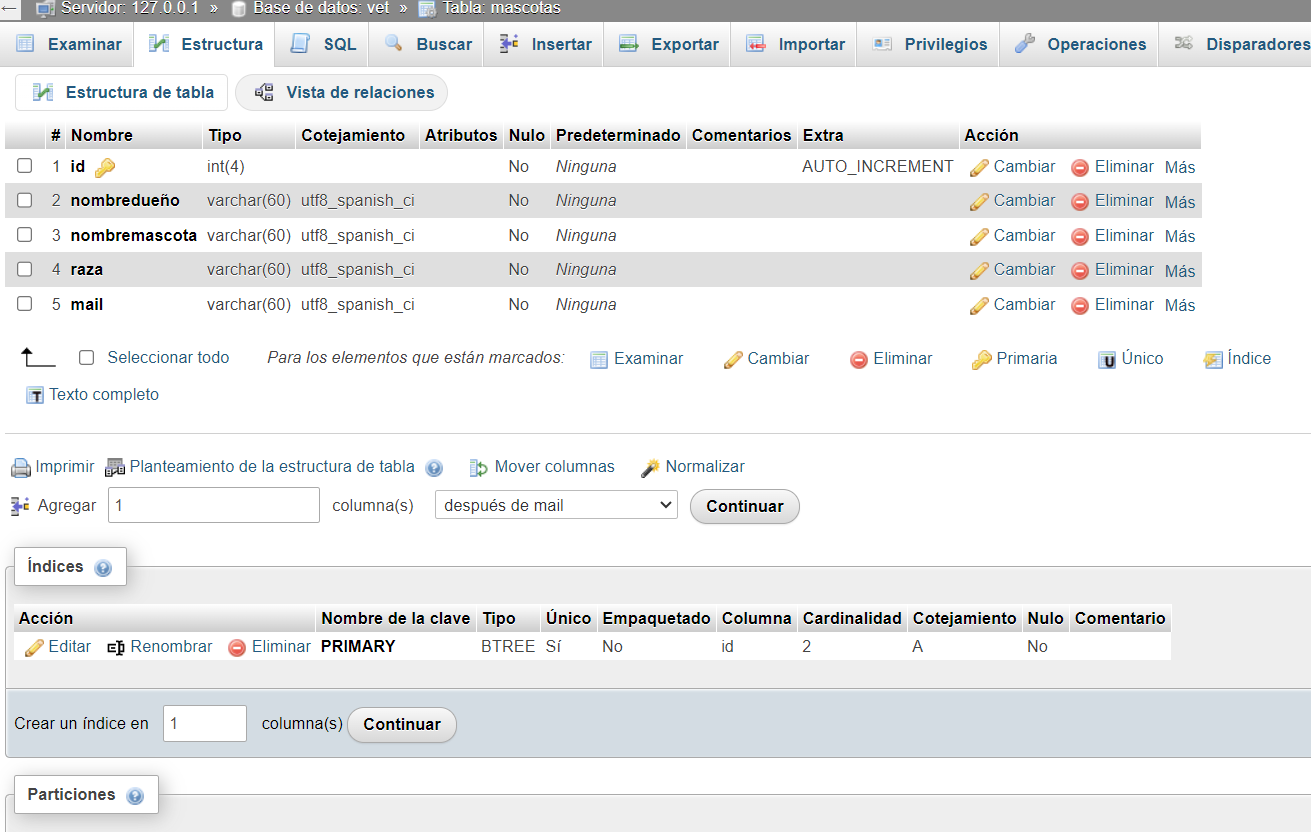 Servidor: 127.0.0.1 » Base de datos: vet » Tabla: mascotas
Examinar Estructura SQL Buscar Insertar Exportar Importar Privilegios Operaciones Disparadores
Estructura de tabla Vista de relaciones
# Nombre Tipo Cotejamiento Atributos Nulo Predeterminado Comentarios Extra Acción
1 id int(4) No Ninguna AUTO_INCREMENT Cambiar Eliminar Más
2 nombredueño varchar(60) utf8_spanish_ci No Ninguna Cambiar Eliminar Más
3 nombremascota varchar(60) utf8_spanish_ci No Ninguna Cambiar Eliminar Más
4 raza varchar(60) utf8_spanish_ci No Ninguna Cambiar Eliminar Más
5 mail varchar(60) utf8_spanish_ci No Ninguna Cambiar Eliminar Más
Seleccionar todo Para los elementos que están marcados: Examinar Cambiar Eliminar Primaria Único Índice
Texto completo
Imprimir Planteamiento de la estructura de tabla Mover columnas Normalizar
Agregar 1 columna(s) después de mail Continuar
Índices
Acción Nombre de la clave Tipo Único Empaquetado Columna Cardinalidad Cotejamiento Nulo Comentario
Editar Renombrar Eliminar PRIMARY BTREE Sí No id 2 A No
Crear un índice en 1 columna(s) Continuar
Particiones